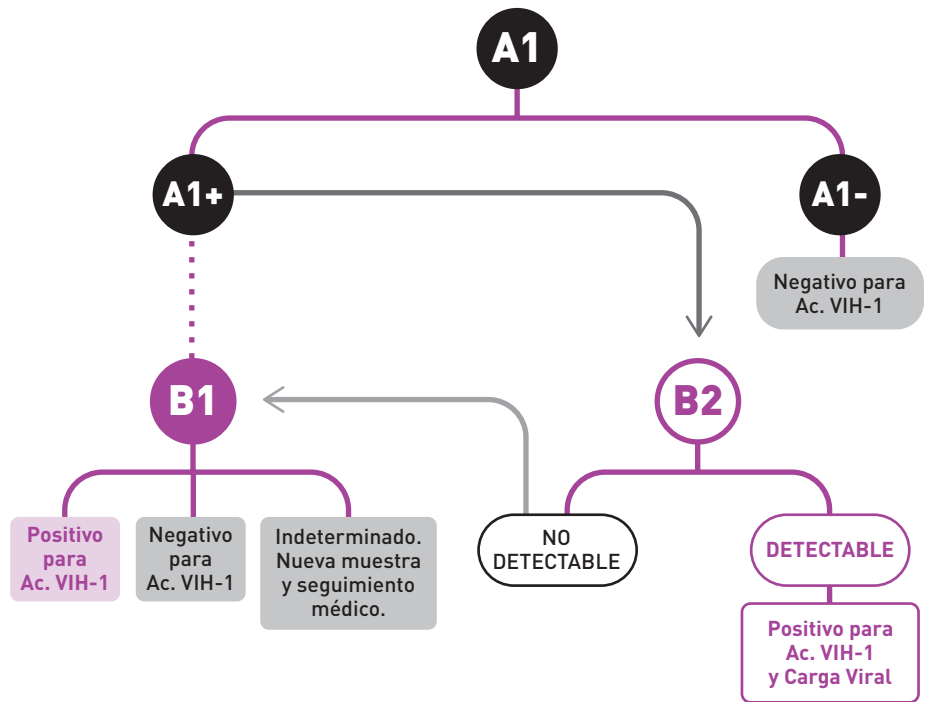 A1
A1+
A1-
Negativo para
Ac. VIH-1
B1
B2
Positivo
para
Ac. VIH-1
Negativo
para
Ac. VIH-1
Indeterminado.
Nueva muestra
y seguimiento
médico.
NO
DETECTABLE
DETECTABLE
Positivo para
Ac. VIH-1
y Carga Viral